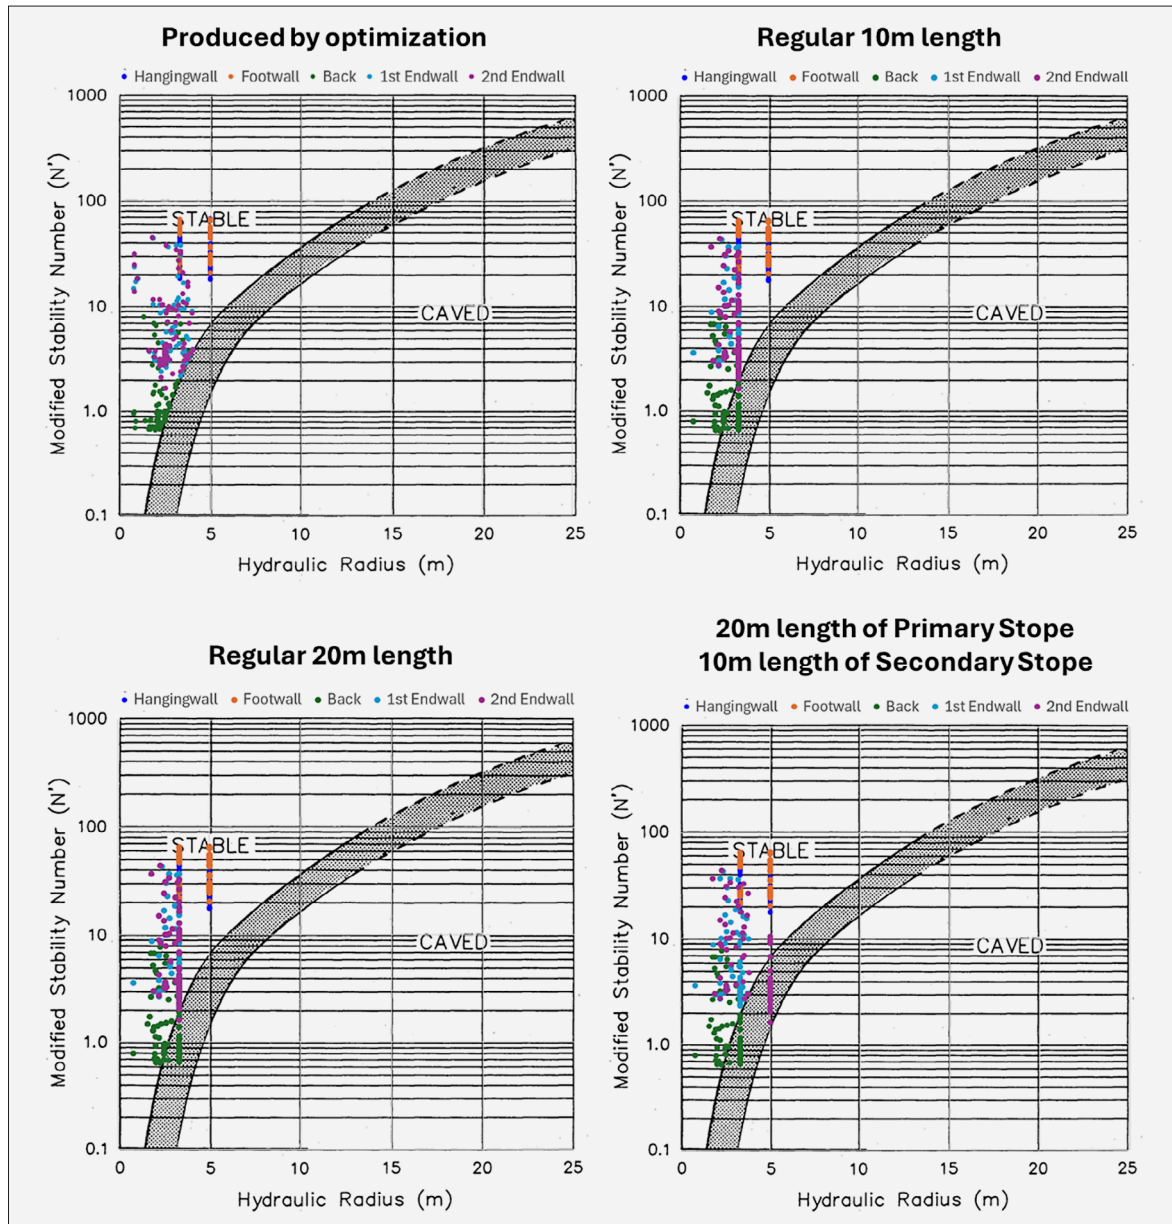 Produced by optimization
Hangingwall Footwall Back 1st Endwall 2nd Endwall
1000
100
10
1.0
0.1
Modified Stability Number (N')
STABLE
CAVED
0 5 10 15 20 25
Hydraulic Radius (m)
Regular 10m length
Hangingwall Footwall Back 1st Endwall 2nd Endwall
1000
100
10
1.0
0.1
Modified Stability Number (N')
STABLE
CAVED
0 5 10 15 20 25
Hydraulic Radius (m)
Regular 20m length
Hangingwall Footwall Back 1st Endwall 2nd Endwall
1000
100
10
1.0
0.1
Modified Stability Number (N')
STABLE
CAVED
0 5 10 15 20 25
Hydraulic Radius (m)
20m length of Primary Stope
10m length of Secondary Stope
Hangingwall Footwall Back 1st Endwall 2nd Endwall
1000
100
10
1.0
0.1
Modified Stability Number (N')
STABLE
CAVED
0 5 10 15 20 25
Hydraulic Radius (m)